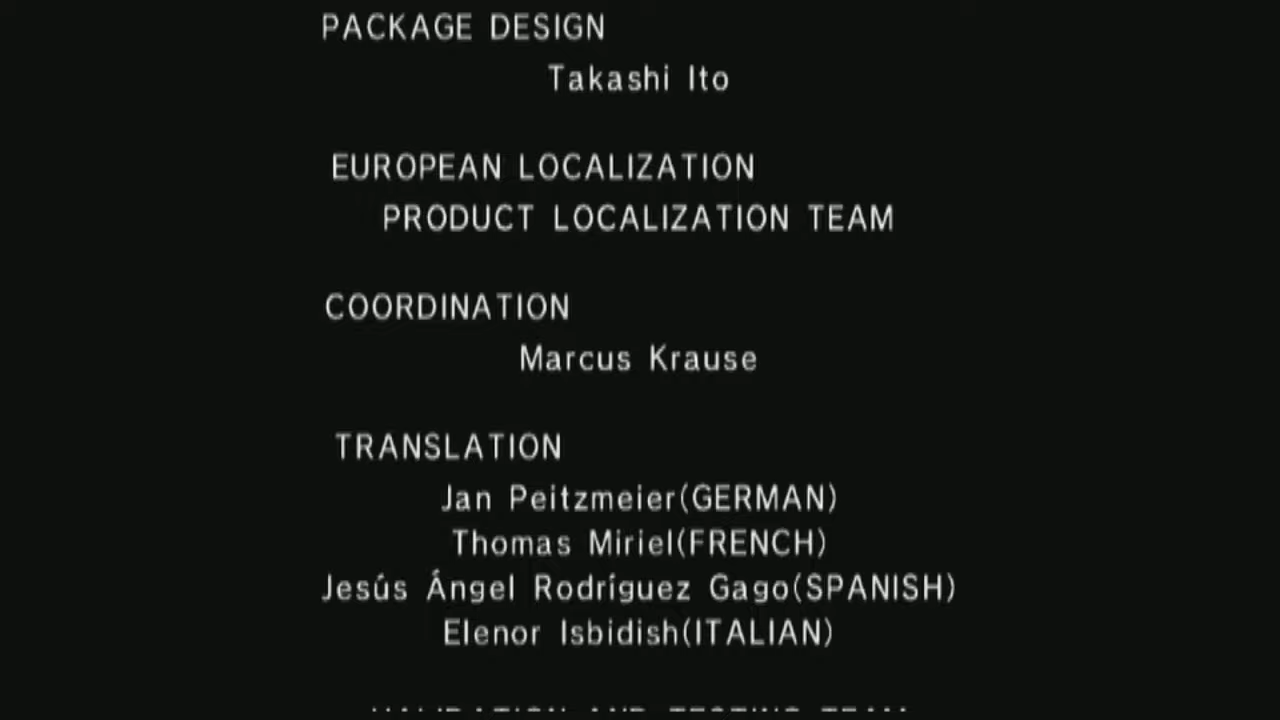 PACKAGE DESIGN
Takashi Ito
EUROPEAN LOCALIZATION
PRODUCT LOCALIZATION TEAM
COORDINATION
Marcus Krause
TRANSLATION
Jan Peitzmeier(GERMAN)
Thomas Miriel(FRENCH)
Jesús Ángel Rodríguez Gago(SPANISH)
Elenor Isbidish(ITALIAN)